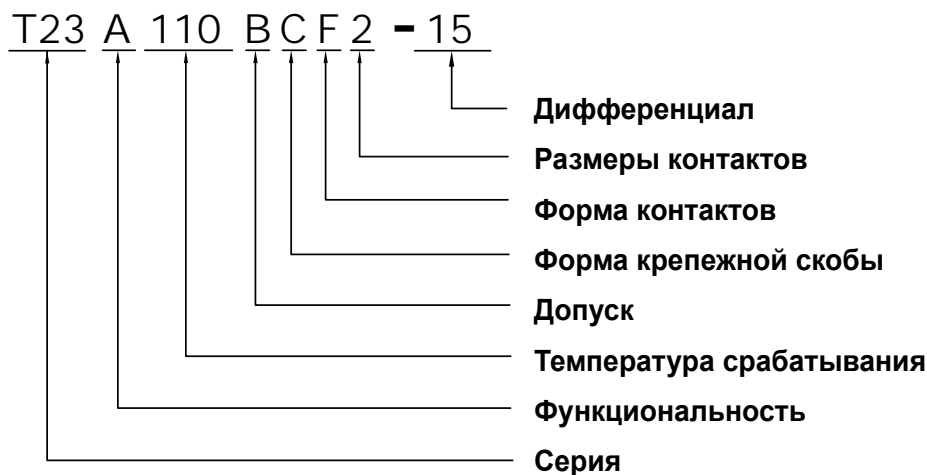 T23 A 110 B C F 2 - 15
Дифференциал
Размеры контактов
Форма контактов
Форма крепежной скобы
Допуск
Температура срабатывания
Функциональность
Серия